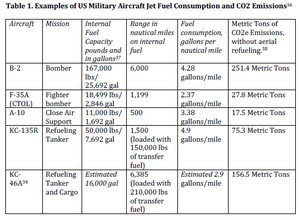 Table 1. Examples of US Military Aircraft Jet Fuel Consumption and CO2 Emissions36
Aircraft Mission Internal Fuel Capacity pounds and in gallons37 Range in nautical miles on internal fuel Fuel consumption, gallons per nautical mile Metric Tons of CO2e Emissions, without aerial refueling.38
B-2 Bomber 167,000 lbs/ 25,692 gal 6,000 4.28 gallons/mile 251.4 Metric Tons
F-35A (CTOL) Fighter bomber 18,499 lbs/ 2,846 gal 1,199 2.37 gallons/mile 27.8 Metric Tons
A-10 Close Air Support 11,000 lbs/ 1,692 gal 500 3.38 gallons/mile 17.5 Metric Tons
KC-135R Refueling Tanker 50,000 lbs/ 7,692 gal 1,500 (loaded with 150,000 lbs of transfer fuel) 4.9 gallons/mile 75.3 Metric Tons
KC-46A39 Refueling Tanker and Cargo Estimated 16,000 gal 6,385 (loaded with 210,000 lbs of transfer fuel) Estimated 2.9 gallons/mile 156.5 Metric Tons